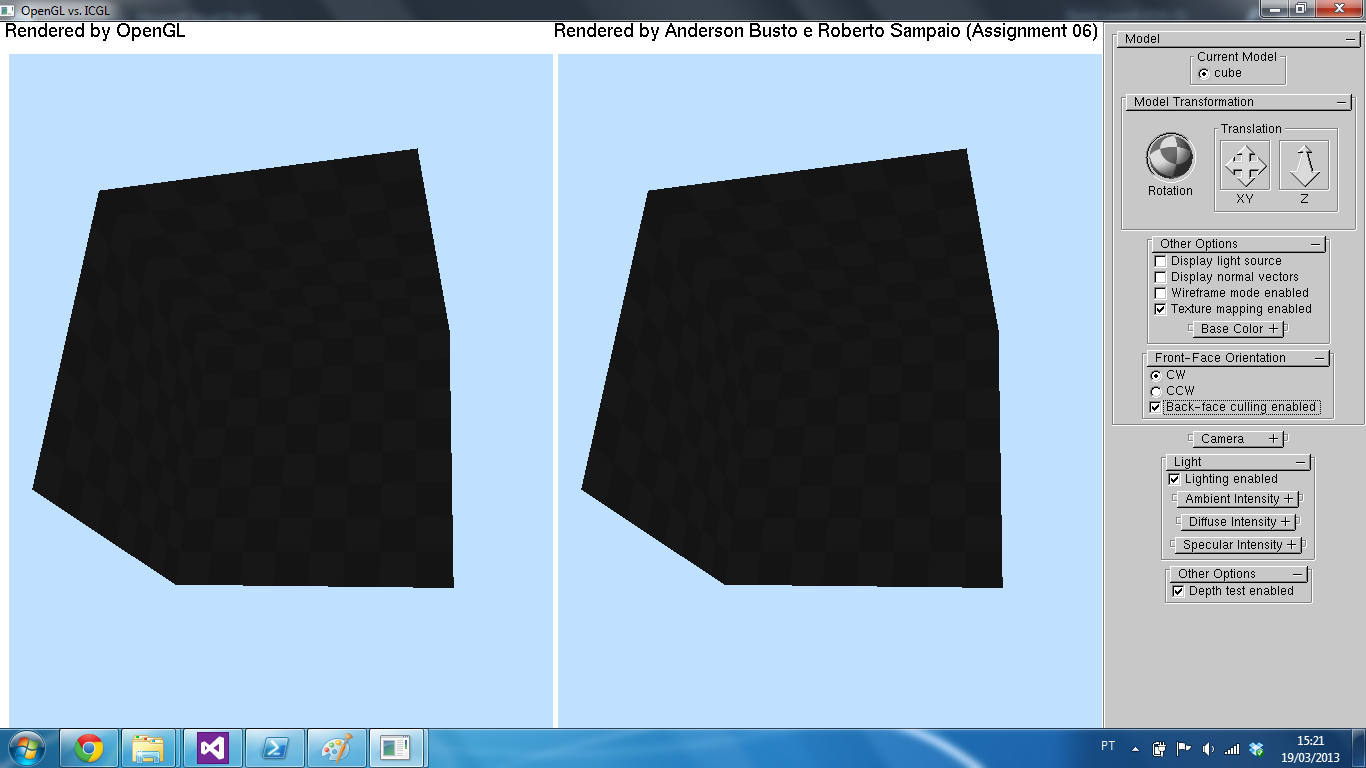 OpenGL vs. ICGL
Rendered by OpenGL
Rendered by Anderson Busto e Roberto Sampaio (Assignment 06)
Model
Current Model
cube
Model Transformation
Translation
Rotation
XY
Z
Other Options
Display light source
Display normal vectors
Wireframe mode enabled
Texture mapping enabled
Base Color
Front-Face Orientation
CW
CCW
Back-face culling enabled
Camera
Light
Lighting enabled
Ambient Intensity
Diffuse Intensity
Specular Intensity
Other Options
Depth test enabled
PT
15:21
19/03/2013